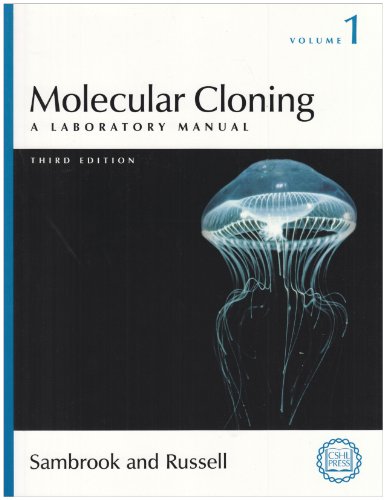 VOLUME 1
Molecular Cloning
A LABORATORY MANUAL
THIRD EDITION
CSHL
PRESS
Sambrook and Russell